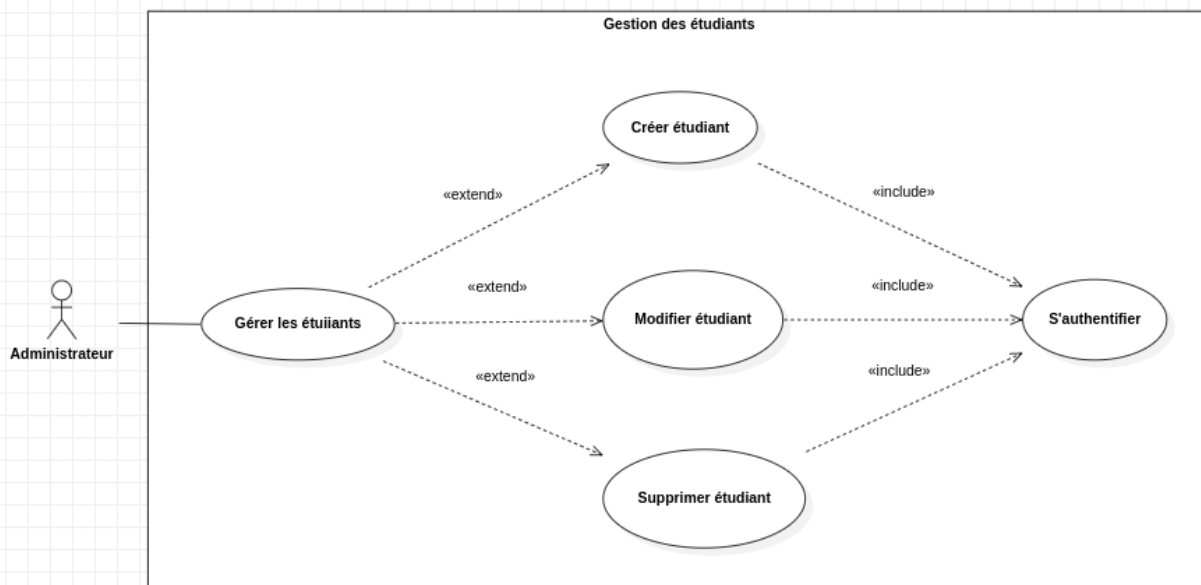 Gestion des étudiants
Créer étudiant
«extend»
«include»
«extend»
«include»
Administrateur
Gérer les étuiiants
Modifier étudiant
S'authentifier
«extend»
«include»
Supprimer étudiant